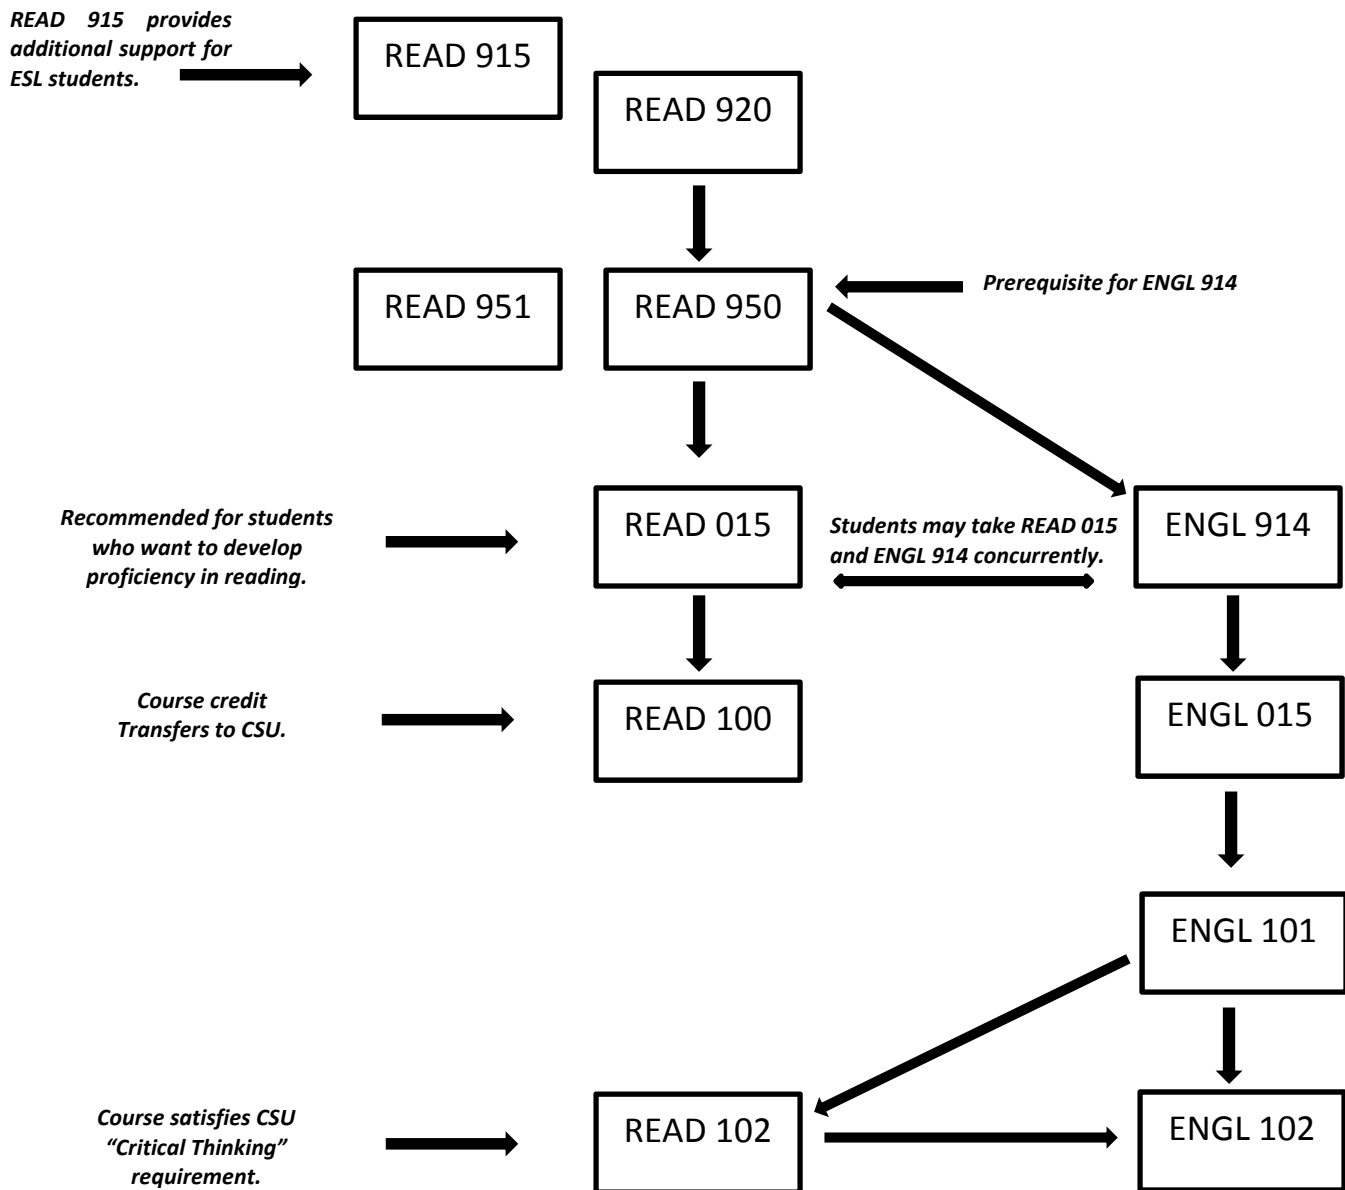 READ 915 provides
additional support for
ESL students.
READ 915
READ 920
READ 951
READ 950
Prerequisite for ENGL 914
Recommended for students
who want to develop
proficiency in reading.
READ 015
Students may take READ 015
and ENGL 914 concurrently.
ENGL 914
Course credit
Transfers to CSU.
READ 100
ENGL 015
ENGL 101
Course satisfies CSU
“Critical Thinking”
requirement.
READ 102
ENGL 102